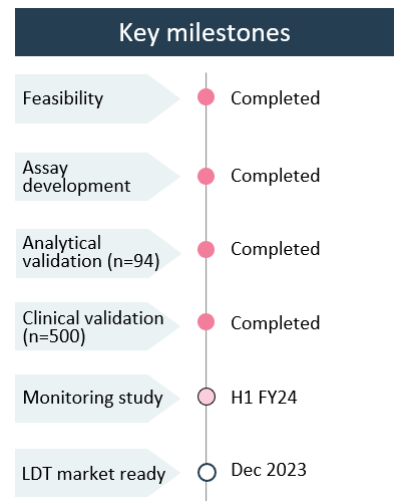 Key milestones
Feasibility
Completed
Assay
development
Completed
Analytical
validation (n=94)
Completed
Clinical validation
(n=500)
Completed
Monitoring study
H1 FY24
LDT market ready
Dec 2023